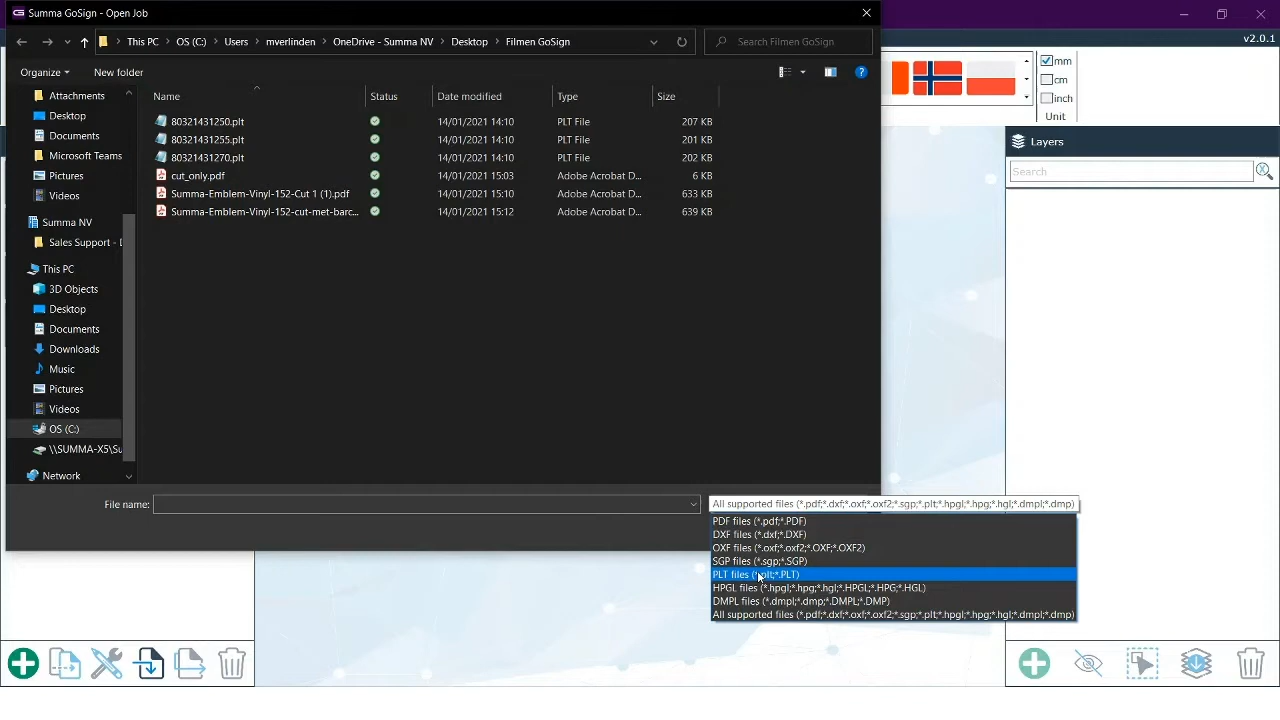 Summa GoSign - Open Job
v2.0.1
This PC > OS (C:) > Users > mverlinden > OneDrive - Summa NV > Desktop > Filmen GoSign
Search Filmen GoSign
Organize
New folder
mm
cm
inch
Unit
Name Status Date modified Type Size
80321431250.plt 14/01/2021 14:10 PLT File 207 KB
80321431255.plt 14/01/2021 14:10 PLT File 201 KB
80321431270.plt 14/01/2021 14:10 PLT File 202 KB
cut_only.pdf 14/01/2021 15:03 Adobe Acrobat D... 6 KB
Summa-Emblem-Vinyl-152-Cut 1 (1).pdf 14/01/2021 15:10 Adobe Acrobat D... 633 KB
Summa-Emblem-Vinyl-152-cut-met-barc... 14/01/2021 15:12 Adobe Acrobat D... 639 KB
Attachments
Desktop
Documents
Microsoft Teams
Pictures
Videos
Summa NV
Sales Support -
This PC
3D Objects
Desktop
Documents
Downloads
Music
Pictures
Videos
OS (C:)
\\SUMMA-X5\Su
Network
Layers
Search
File name:
All supported files (*.pdf;*.dxf;*.oxf;*.oxf2;*.sgp;*.plt;*.hpgl;*.hpg;*.hgl;*.dmpl;*.dmp)
PDF files (*.pdf;*.PDF)
DXF files (*.dxf;*.DXF)
OXF files (*.oxf;*.oxf2;*.OXF;*.OXF2)
SGP files (*.sgp;*.SGP)
PLT files (*.plt;*.PLT)
HPGL files (*.hpgl;*.hpg;*.hgl;*.HPGL;*.HPG;*.HGL)
DMPL files (*.dmpl;*.dmp;*.DMPL;*.DMP)
All supported files (*.pdf;*.dxf;*.oxf;*.oxf2;*.sgp;*.plt;*.hpgl;*.hpg;*.hgl;*.dmpl;*.dmp)